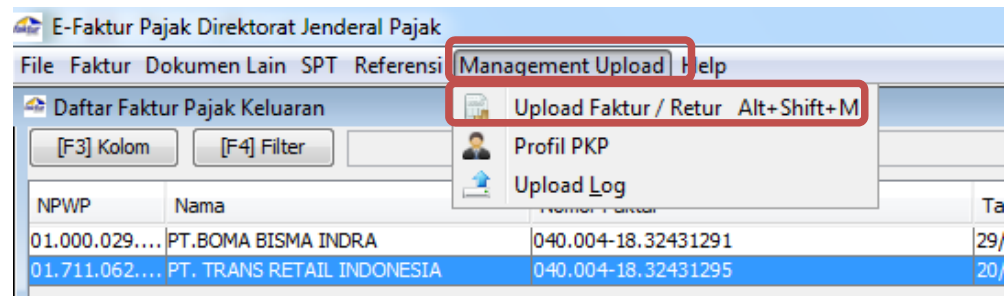 E-Faktur Pajak Direktorat Jenderal Pajak
File Faktur Dokumen Lain SPT Referensi Management Upload Help
Daftar Faktur Pajak Keluaran
Upload Faktur / Retur Alt+Shift+M
[F3] Kolom [F4] Filter
Profil PKP
Upload Log
NPWP Nama Nomor Faktur Ta
01.000.029.... PT.BOMA BISMA INDRA 040.004-18.32431291 29/
01.711.062.... PT. TRANS RETAIL INDONESIA 040.004-18.32431295 20/